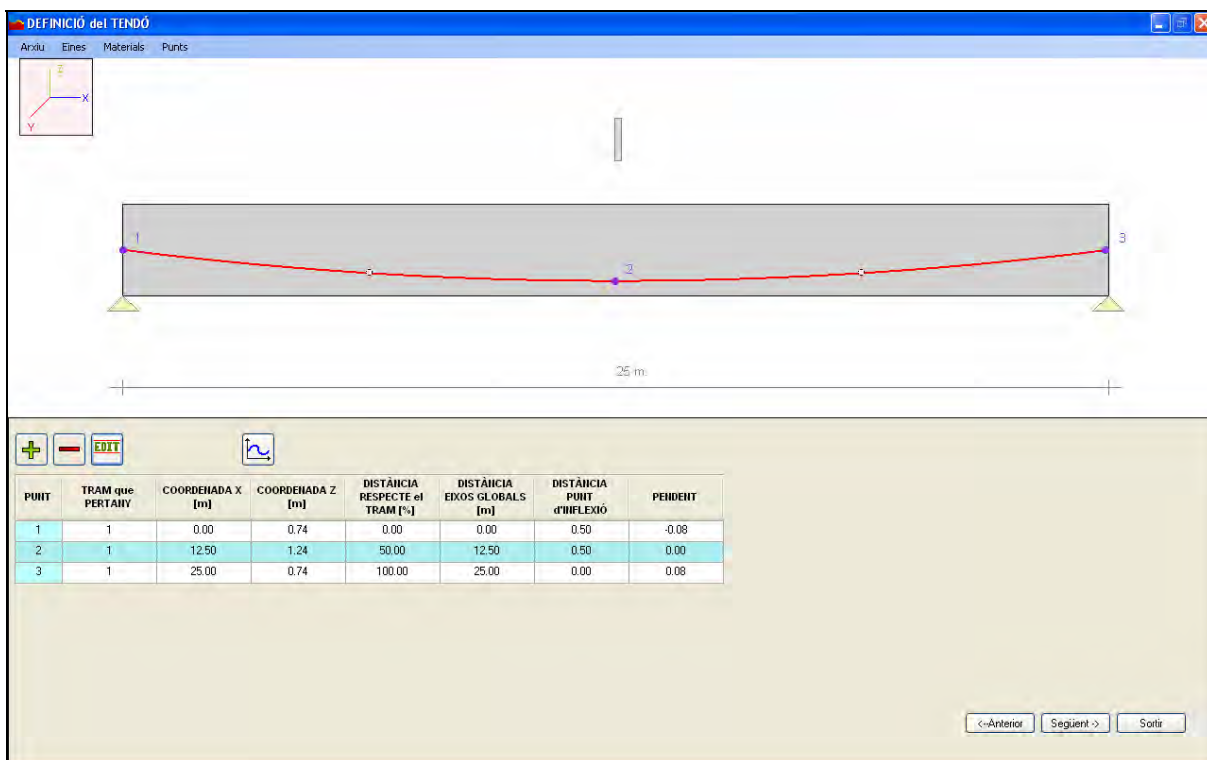 DEFINICIÓ del TENDÓ
Arxiu Eines Materials Punts
Z
X
Y
1
2
3
25 m.
EDIT
PUNT TRAM que PERTANY COORDENADA X [m] COORDENADA Z [m] DISTÀNCIA RESPECTE el TRAM [%] DISTÀNCIA EIXOS GLOBALS [m] DISTÀNCIA PUNT d'INFLEXIÓ PENDENT
1 1 0.00 0.74 0.00 0.00 0.50 -0.08
2 1 12.50 1.24 50.00 12.50 0.50 0.00
3 1 25.00 0.74 100.00 25.00 0.00 0.08
<-Anterior Següent -> Sortir